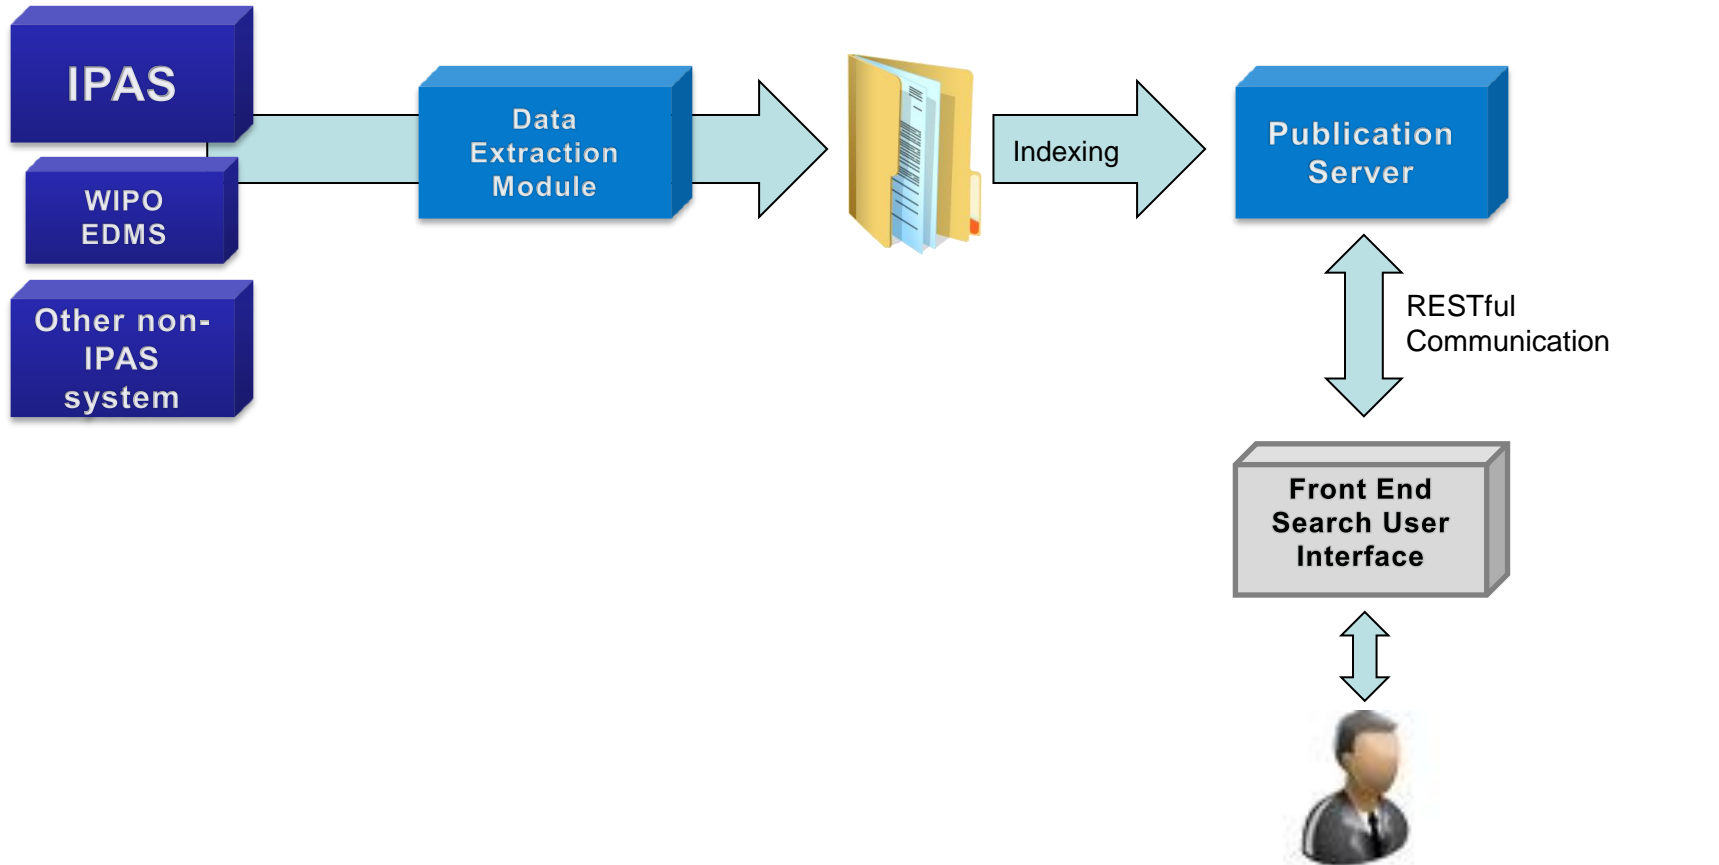 IPAS
WIPO
EDMS
Other non-
IPAS
system
Data
Extraction
Module
Indexing
Publication
Server
RESTful
Communication
Front End
Search User
Interface